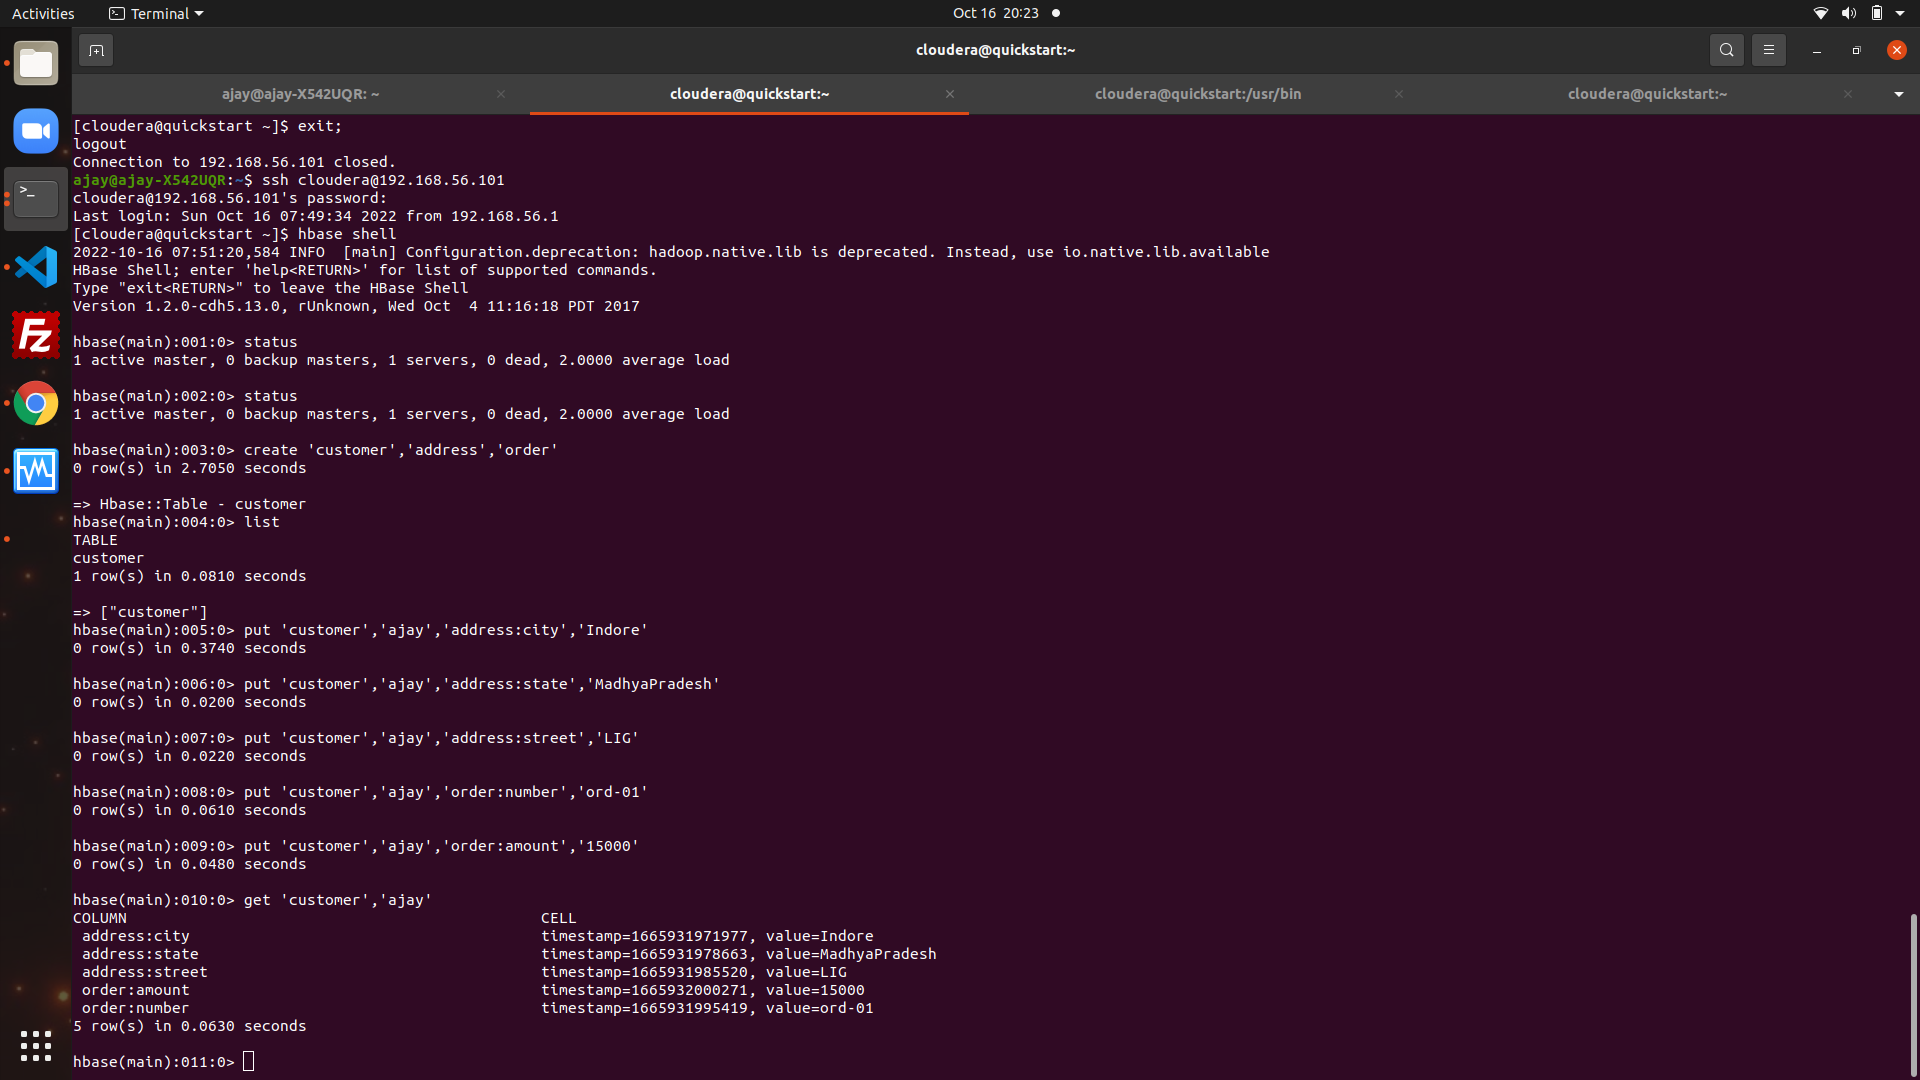 Activities
Terminal
Oct 16 20:23
cloudera@quickstart:~
ajay@ajay-X542UQR: ~
cloudera@quickstart:~
cloudera@quickstart:/usr/bin
cloudera@quickstart:~
[cloudera@quickstart ~]$ exit;
logout
Connection to 192.168.56.101 closed.
ajay@ajay-X542UQR:~$ ssh cloudera@192.168.56.101
cloudera@192.168.56.101's password:
Last login: Sun Oct 16 07:49:34 2022 from 192.168.56.1
[cloudera@quickstart ~]$ hbase shell
2022-10-16 07:51:20,584 INFO  [main] Configuration.deprecation: hadoop.native.lib is deprecated. Instead, use io.native.lib.available
HBase Shell; enter 'help<RETURN>' for list of supported commands.
Type "exit<RETURN>" to leave the HBase Shell
Version 1.2.0-cdh5.13.0, rUnknown, Wed Oct  4 11:16:18 PDT 2017
hbase(main):001:0> status
1 active master, 0 backup masters, 1 servers, 0 dead, 2.0000 average load
hbase(main):002:0> status
1 active master, 0 backup masters, 1 servers, 0 dead, 2.0000 average load
hbase(main):003:0> create 'customer','address','order'
0 row(s) in 2.7050 seconds
=> Hbase::Table - customer
hbase(main):004:0> list
TABLE
customer
1 row(s) in 0.0810 seconds
=> ["customer"]
hbase(main):005:0> put 'customer','ajay','address:city','Indore'
0 row(s) in 0.3740 seconds
hbase(main):006:0> put 'customer','ajay','address:state','MadhyaPradesh'
0 row(s) in 0.0200 seconds
hbase(main):007:0> put 'customer','ajay','address:street','LIG'
0 row(s) in 0.0220 seconds
hbase(main):008:0> put 'customer','ajay','order:number','ord-01'
0 row(s) in 0.0610 seconds
hbase(main):009:0> put 'customer','ajay','order:amount','15000'
0 row(s) in 0.0480 seconds
hbase(main):010:0> get 'customer','ajay'
COLUMN CELL
address:city timestamp=1665931971977, value=Indore
address:state timestamp=1665931978663, value=MadhyaPradesh
address:street timestamp=1665931985520, value=LIG
order:amount timestamp=1665932000271, value=15000
order:number timestamp=1665931995419, value=ord-01
5 row(s) in 0.0630 seconds
hbase(main):011:0>